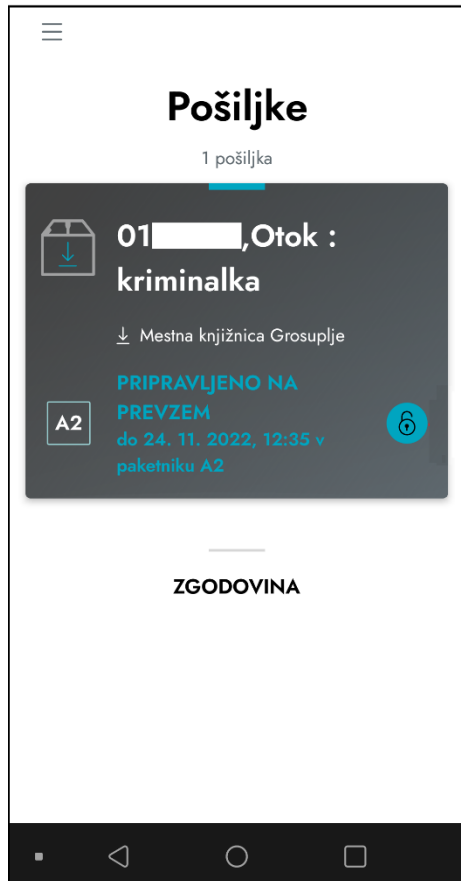 Pošiljke
1 pošiljka
01 ,Otok :
kriminalka
Mestna knjižnica Grosuplje
PRIPRAVLJENO NA
PREVZEM
A2
do 24. 11. 2022, 12:35 v
paketniku A2
ZGODOVINA